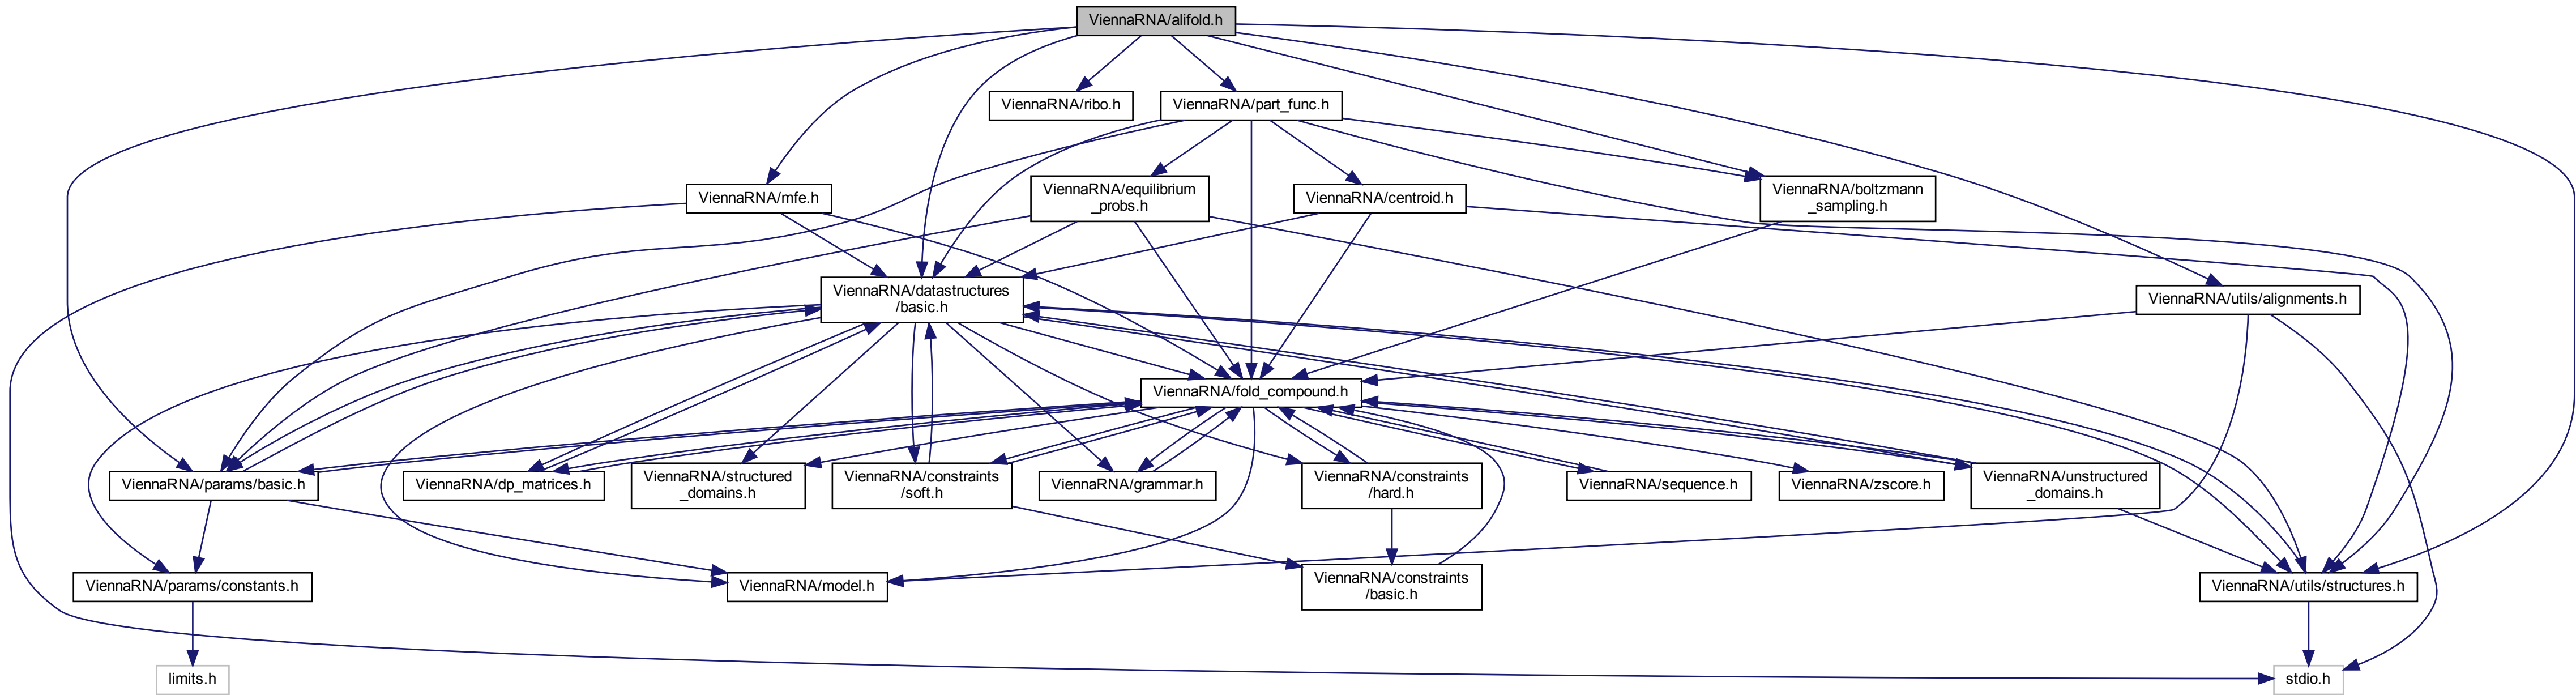 ViennaRNA/alifold.h
ViennaRNA/ribo.h
ViennaRNA/part_func.h
ViennaRNA/mfe.h
ViennaRNA/equilibrium
_probs.h
ViennaRNA/centroid.h
ViennaRNA/boltzmann
_sampling.h
ViennaRNA/datastructures
/basic.h
ViennaRNA/utils/alignments.h
ViennaRNA/fold_compound.h
ViennaRNA/params/basic.h
ViennaRNA/dp_matrices.h
ViennaRNA/structured
_domains.h
ViennaRNA/constraints
/soft.h
ViennaRNA/grammar.h
ViennaRNA/constraints
/hard.h
ViennaRNA/sequence.h
ViennaRNA/zscore.h
ViennaRNA/unstructured
_domains.h
ViennaRNA/params/constants.h
ViennaRNA/model.h
ViennaRNA/constraints
/basic.h
ViennaRNA/utils/structures.h
limits.h
stdio.h